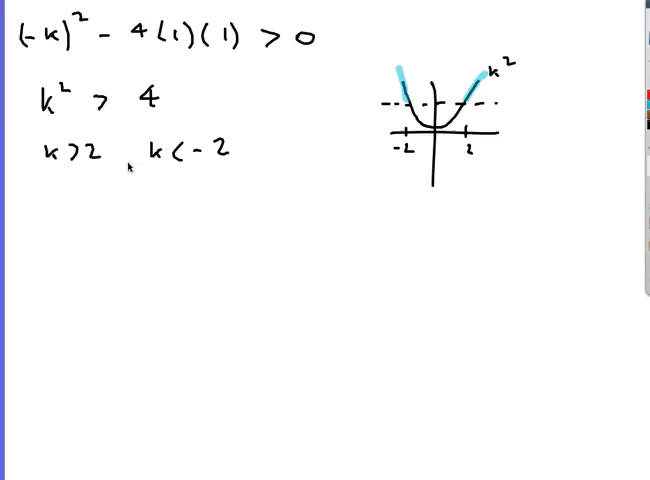 (-k)² - 4(1)(1) > 0
k² > 4
k > 2 k < -2
k²
-2 2